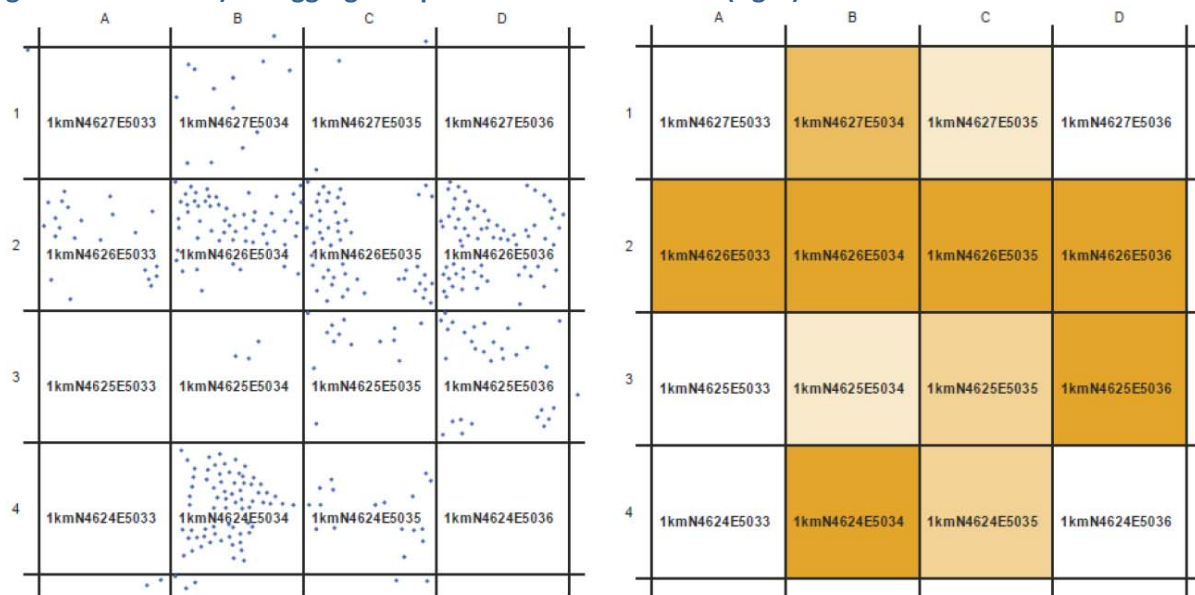 A B C D A B C D
1 1kmN4627E5033 1kmN4627E5034 1kmN4627E5035 1kmN4627E5036 1 1kmN4627E5033 1kmN4627E5034 1kmN4627E5035 1kmN4627E5036
2 1kmN4626E5033 1kmN4626E5034 1kmN4626E5035 1kmN4626E5036 2 1kmN4626E5033 1kmN4626E5034 1kmN4626E5035 1kmN4626E5036
3 1kmN4625E5033 1kmN4625E5034 1kmN4625E5035 1kmN4625E5036 3 1kmN4625E5033 1kmN4625E5034 1kmN4625E5035 1kmN4625E5036
4 1kmN4624E5033 1kmN4624E5034 1kmN4624E5035 1kmN4624E5036 4 1kmN4624E5033 1kmN4624E5034 1kmN4624E5035 1kmN4624E5036